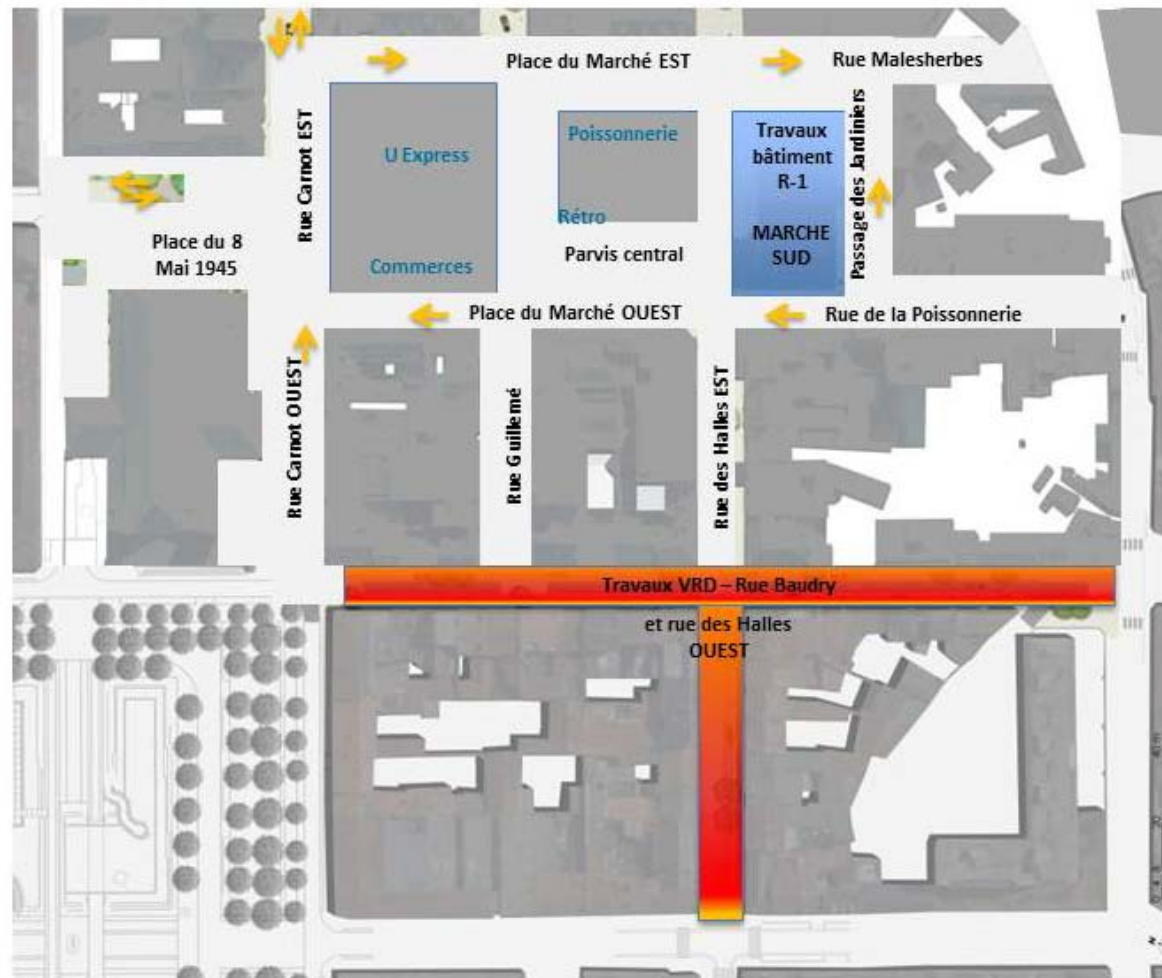 Place du Marché EST
Rue Malesherbes
Rue Carnot EST
U Express
Poissonnerie
Travaux
bâtiment
R-1
MARCHE
SUD
Passage des Jardiniers
Rétro
Place du 8
Mai 1945
Commerces
Parvis central
Place du Marché OUEST
Rue de la Poissonnerie
Rue Carnot OUEST
Rue Guillemé
Rue des Halles EST
Travaux VRD – Rue Baudry
et rue des Halles
OUEST